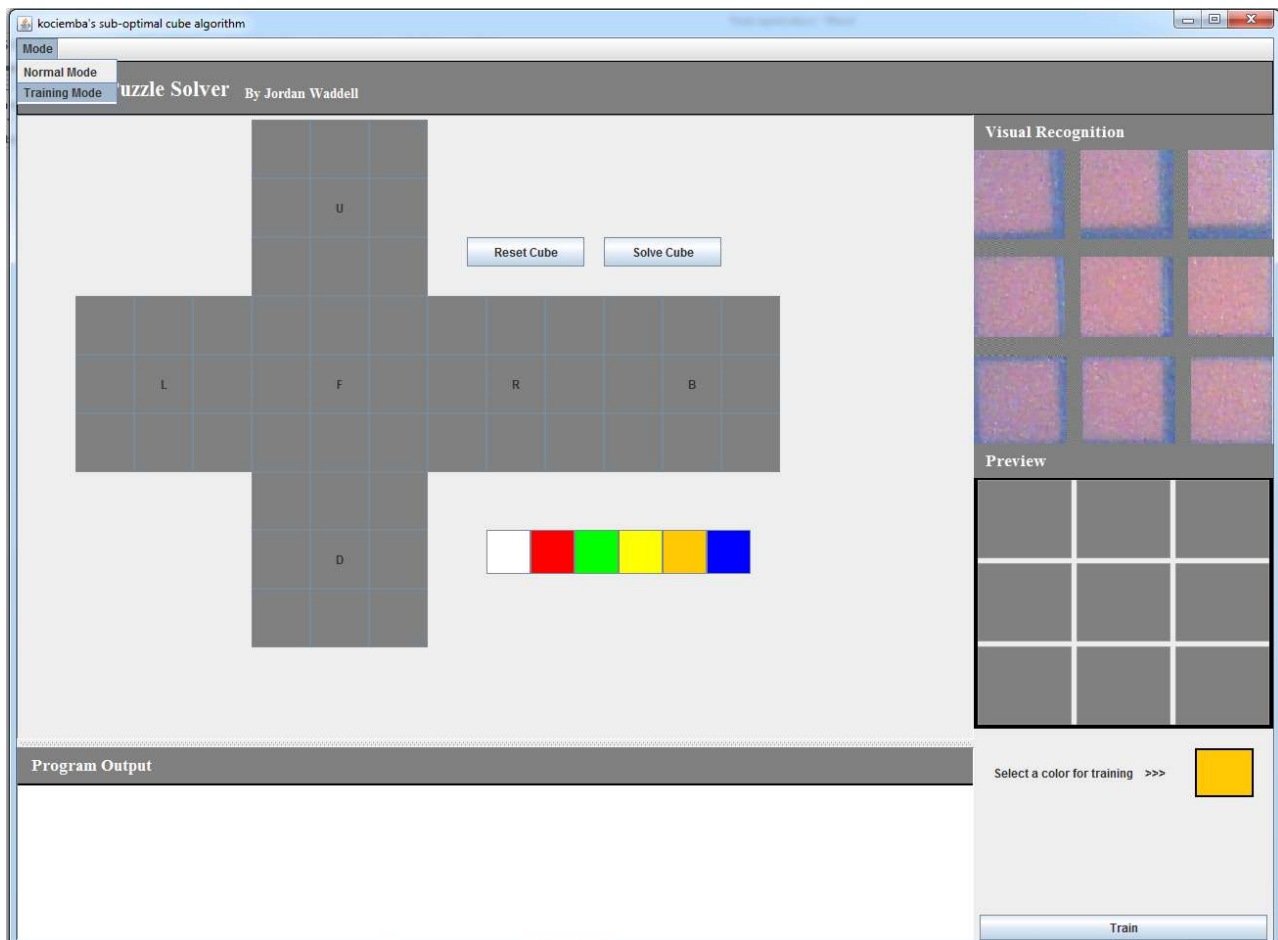 kociemba's sub-optimal cube algorithm
Mode
Normal Mode
Training Mode
uzzle Solver By Jordan Waddell
Visual Recognition
U
Reset Cube Solve Cube
L F R B
Preview
D
Program Output
Select a color for training >>>
Train